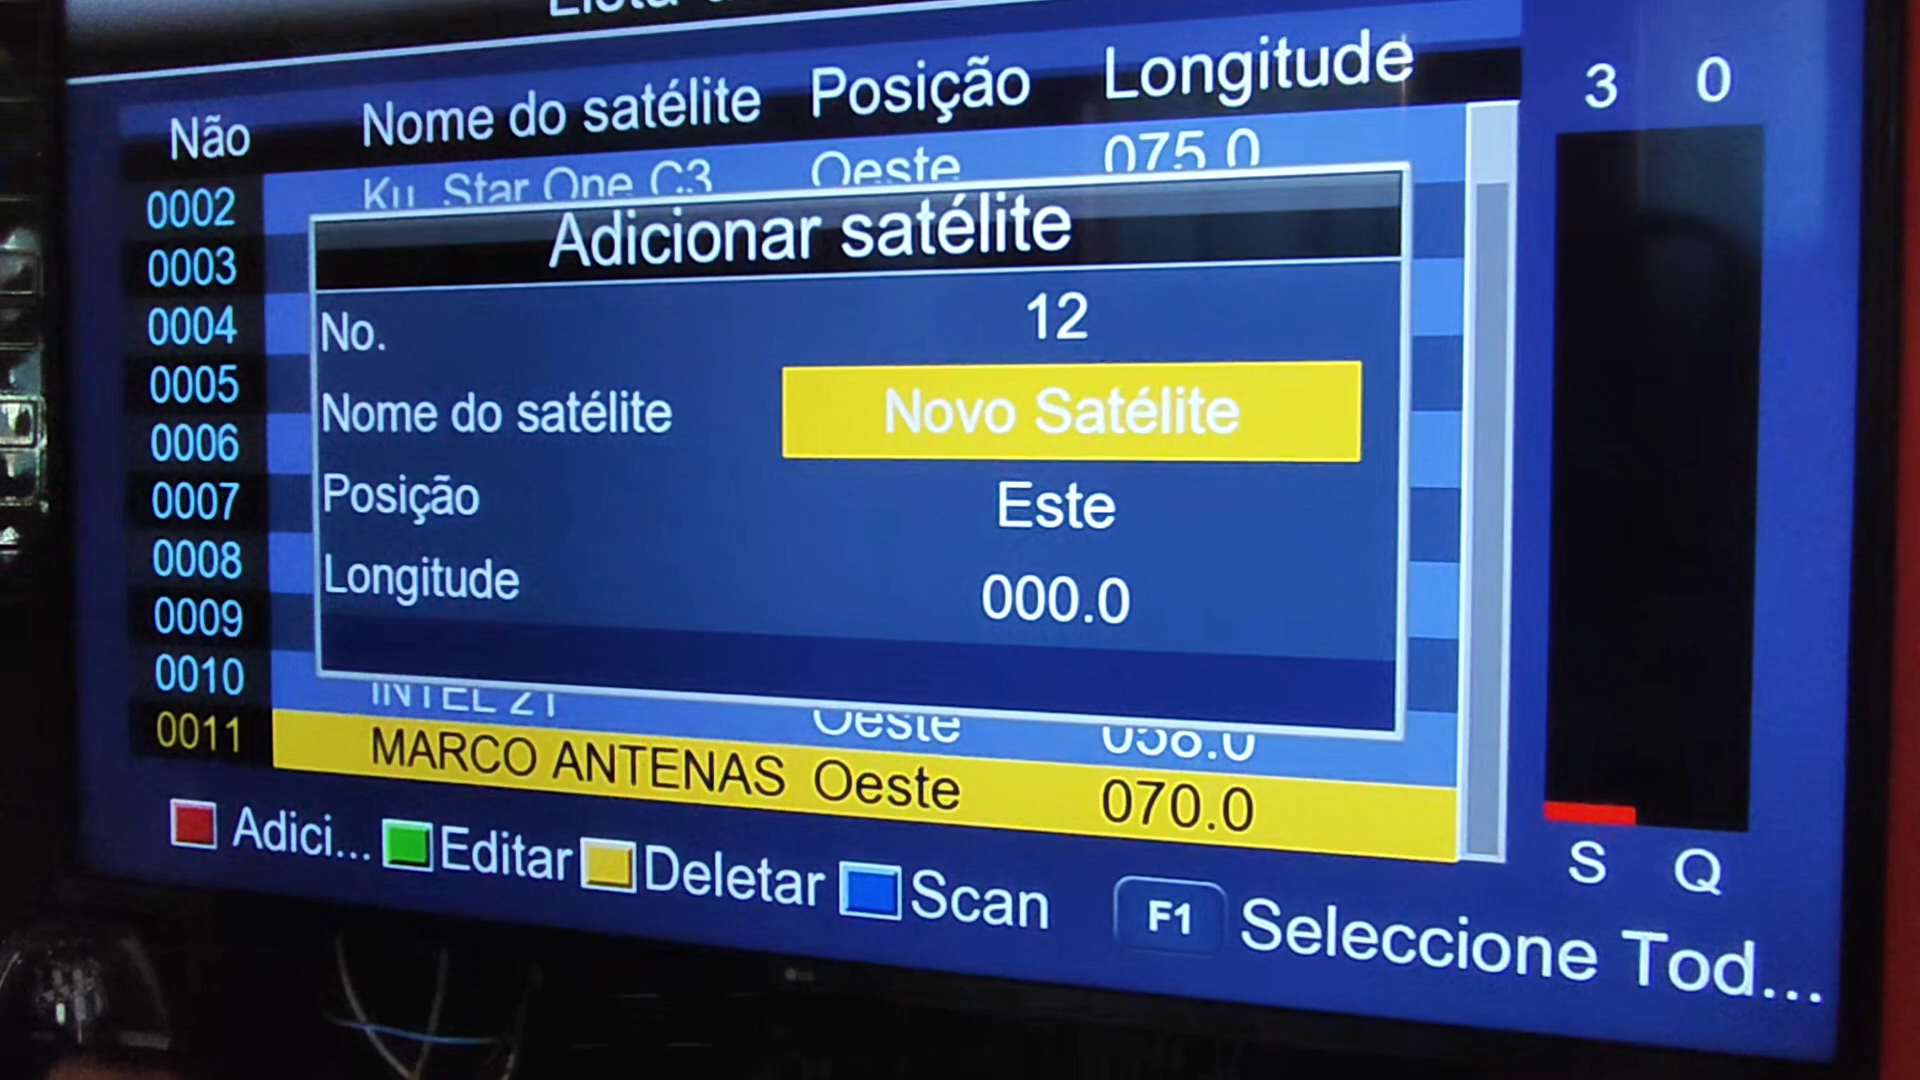 Lista
Não Nome do satélite Posição Longitude 3 0
0002 Ku_Star One C3 Oeste 075.0
Adicionar satélite
0003
0004 No. 12
0005
0006 Nome do satélite Novo Satélite
0007 Posição Este
0008 Longitude 000.0
0009
0010 INTEL 21 Oeste 058.0
0011 MARCO ANTENAS Oeste 070.0
Adici... Editar Deletar Scan F1 Seleccione Tod...
S Q